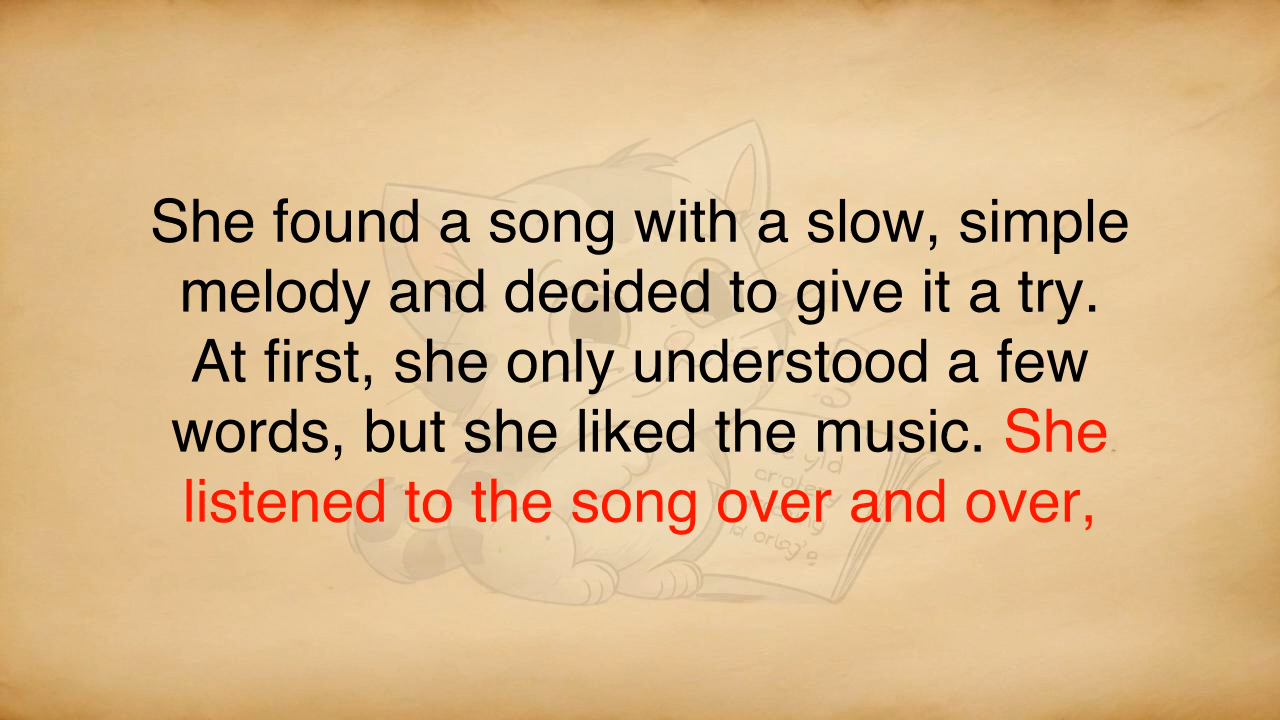 She found a song with a slow, simple
melody and decided to give it a try.
At first, she only understood a few
words, but she liked the music. She
listened to the song over and over,